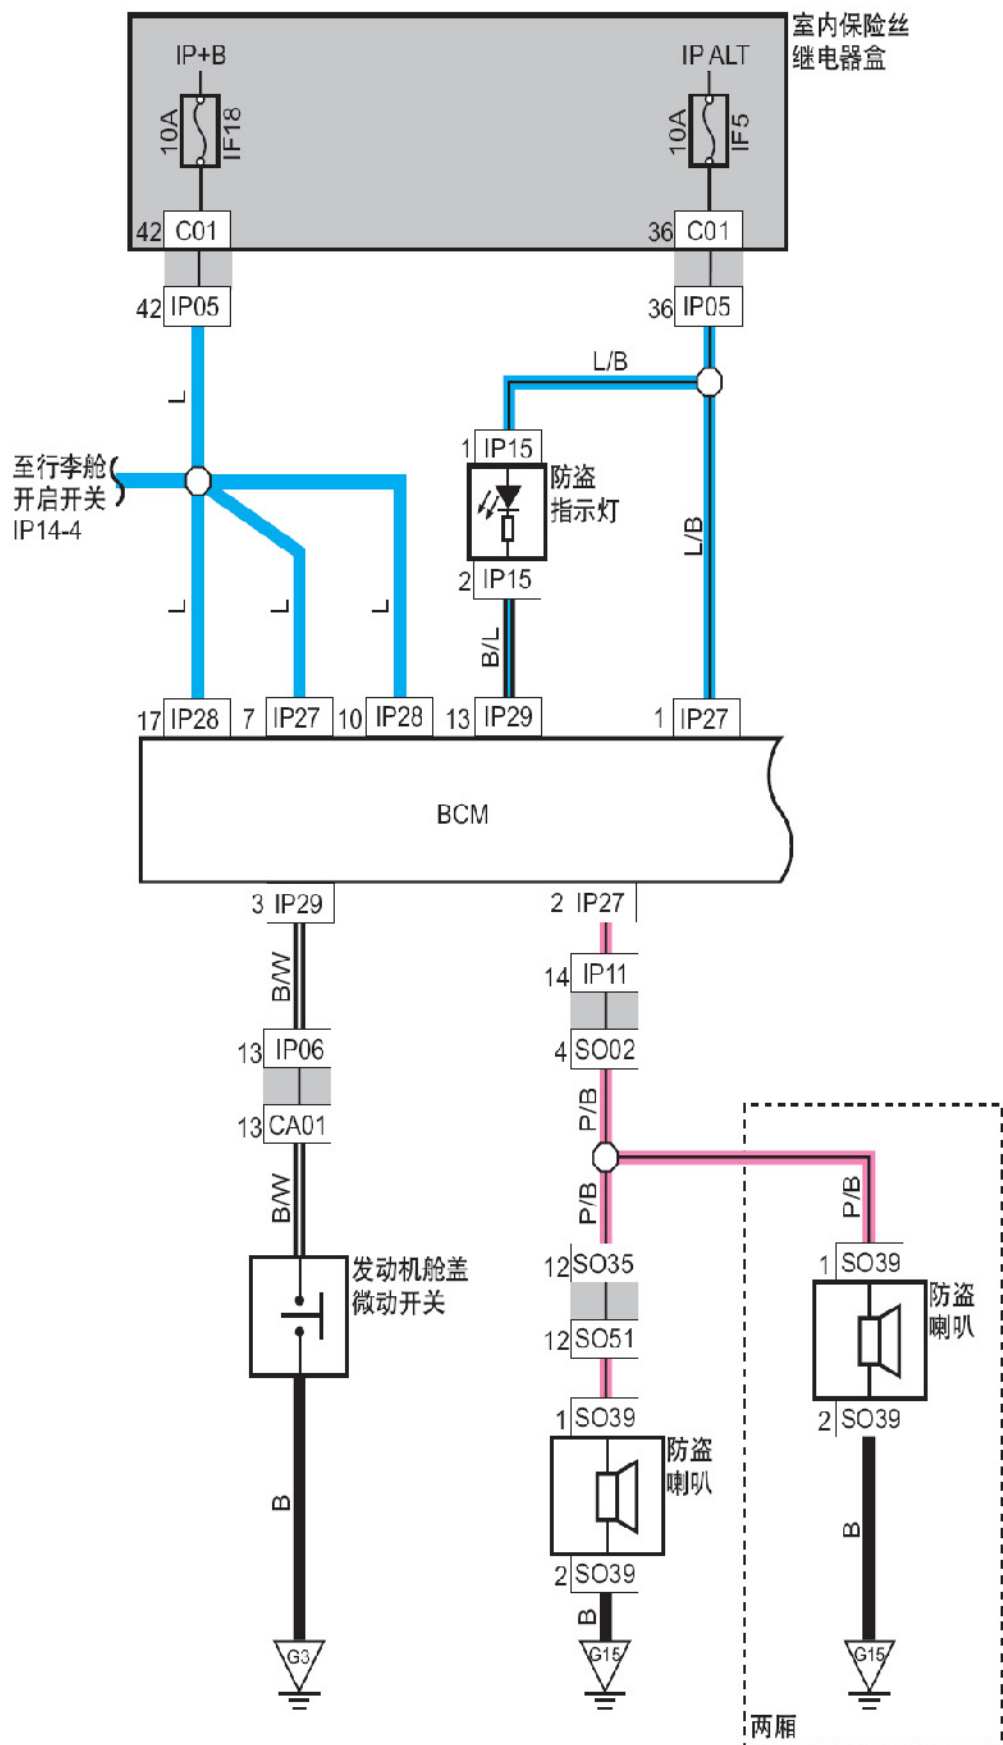 室内保险丝
继电器盒
IP+B
IP ALT
10A
IF18
10A
IF5
42 C01
36 C01
42 IP05
36 IP05
L/B
L
1 IP15
至行李舱
开启开关
IP14-4
防盗
指示灯
L/B
2 IP15
L
L
L
B/L
17 IP28
7 IP27
10 IP28
13 IP29
1 IP27
BCM
3 IP29
2 IP27
B/W
14 IP11
13 IP06
4 SO02
13 CA01
P/B
B/W
P/B
P/B
发动机舱盖
微动开关
12 SO35
1 SO39
防盗
喇叭
12 SO51
1 SO39
2 SO39
防盗
喇叭
B
B
2 SO39
B
G3
G15
G15
两厢